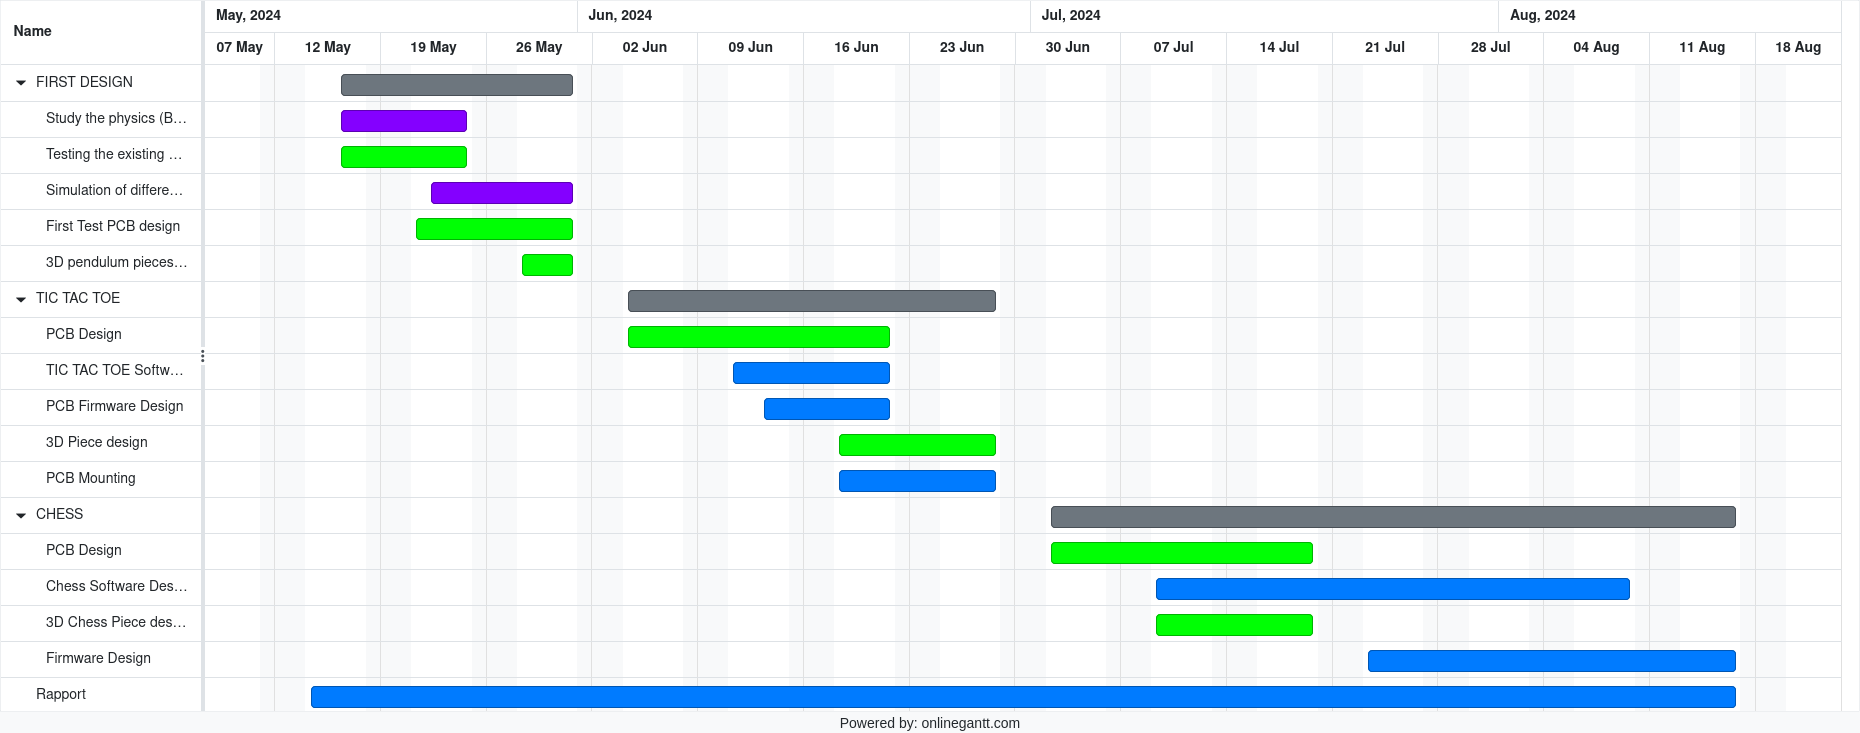 Name
May, 2024 Jun, 2024 Jul, 2024 Aug, 2024
07 May 12 May 19 May 26 May 02 Jun 09 Jun 16 Jun 23 Jun 30 Jun 07 Jul 14 Jul 21 Jul 28 Jul 04 Aug 11 Aug 18 Aug
FIRST DESIGN
Study the physics (B...
Testing the existing ...
Simulation of differe...
First Test PCB design
3D pendulum pieces...
TIC TAC TOE
PCB Design
TIC TAC TOE Softw...
PCB Firmware Design
3D Piece design
PCB Mounting
CHESS
PCB Design
Chess Software Des...
3D Chess Piece des...
Firmware Design
Rapport
Powered by: onlinegantt.com